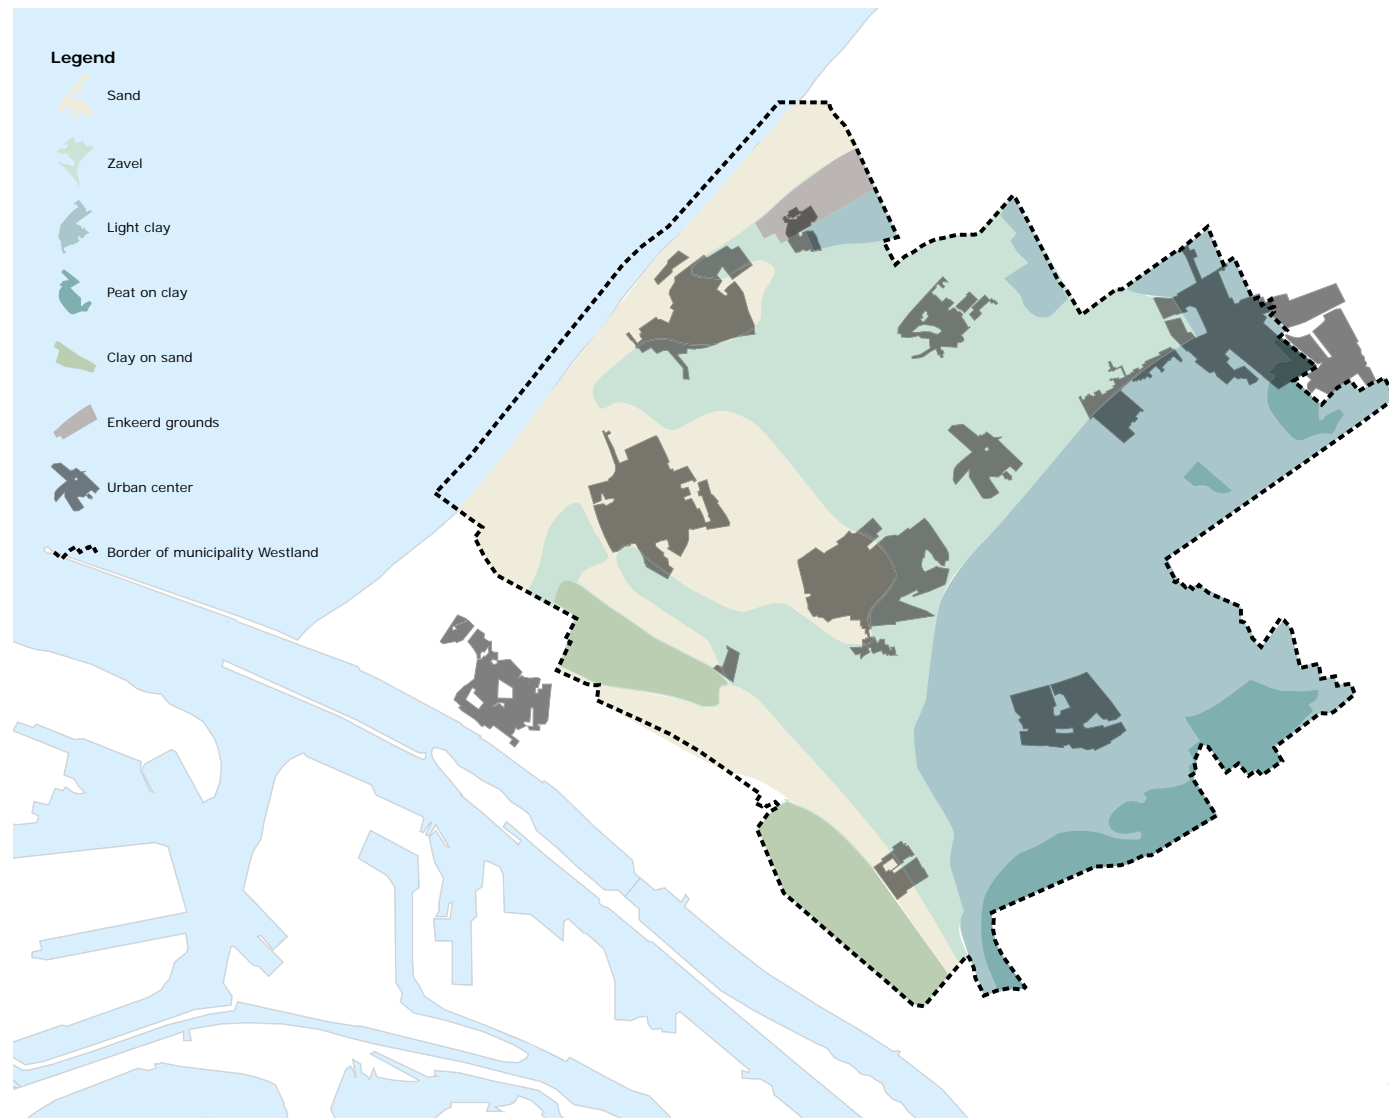 Legend
Sand
Zavel
Light clay
Peat on clay
Clay on sand
Enkeerd grounds
Urban center
Border of municipality Westland